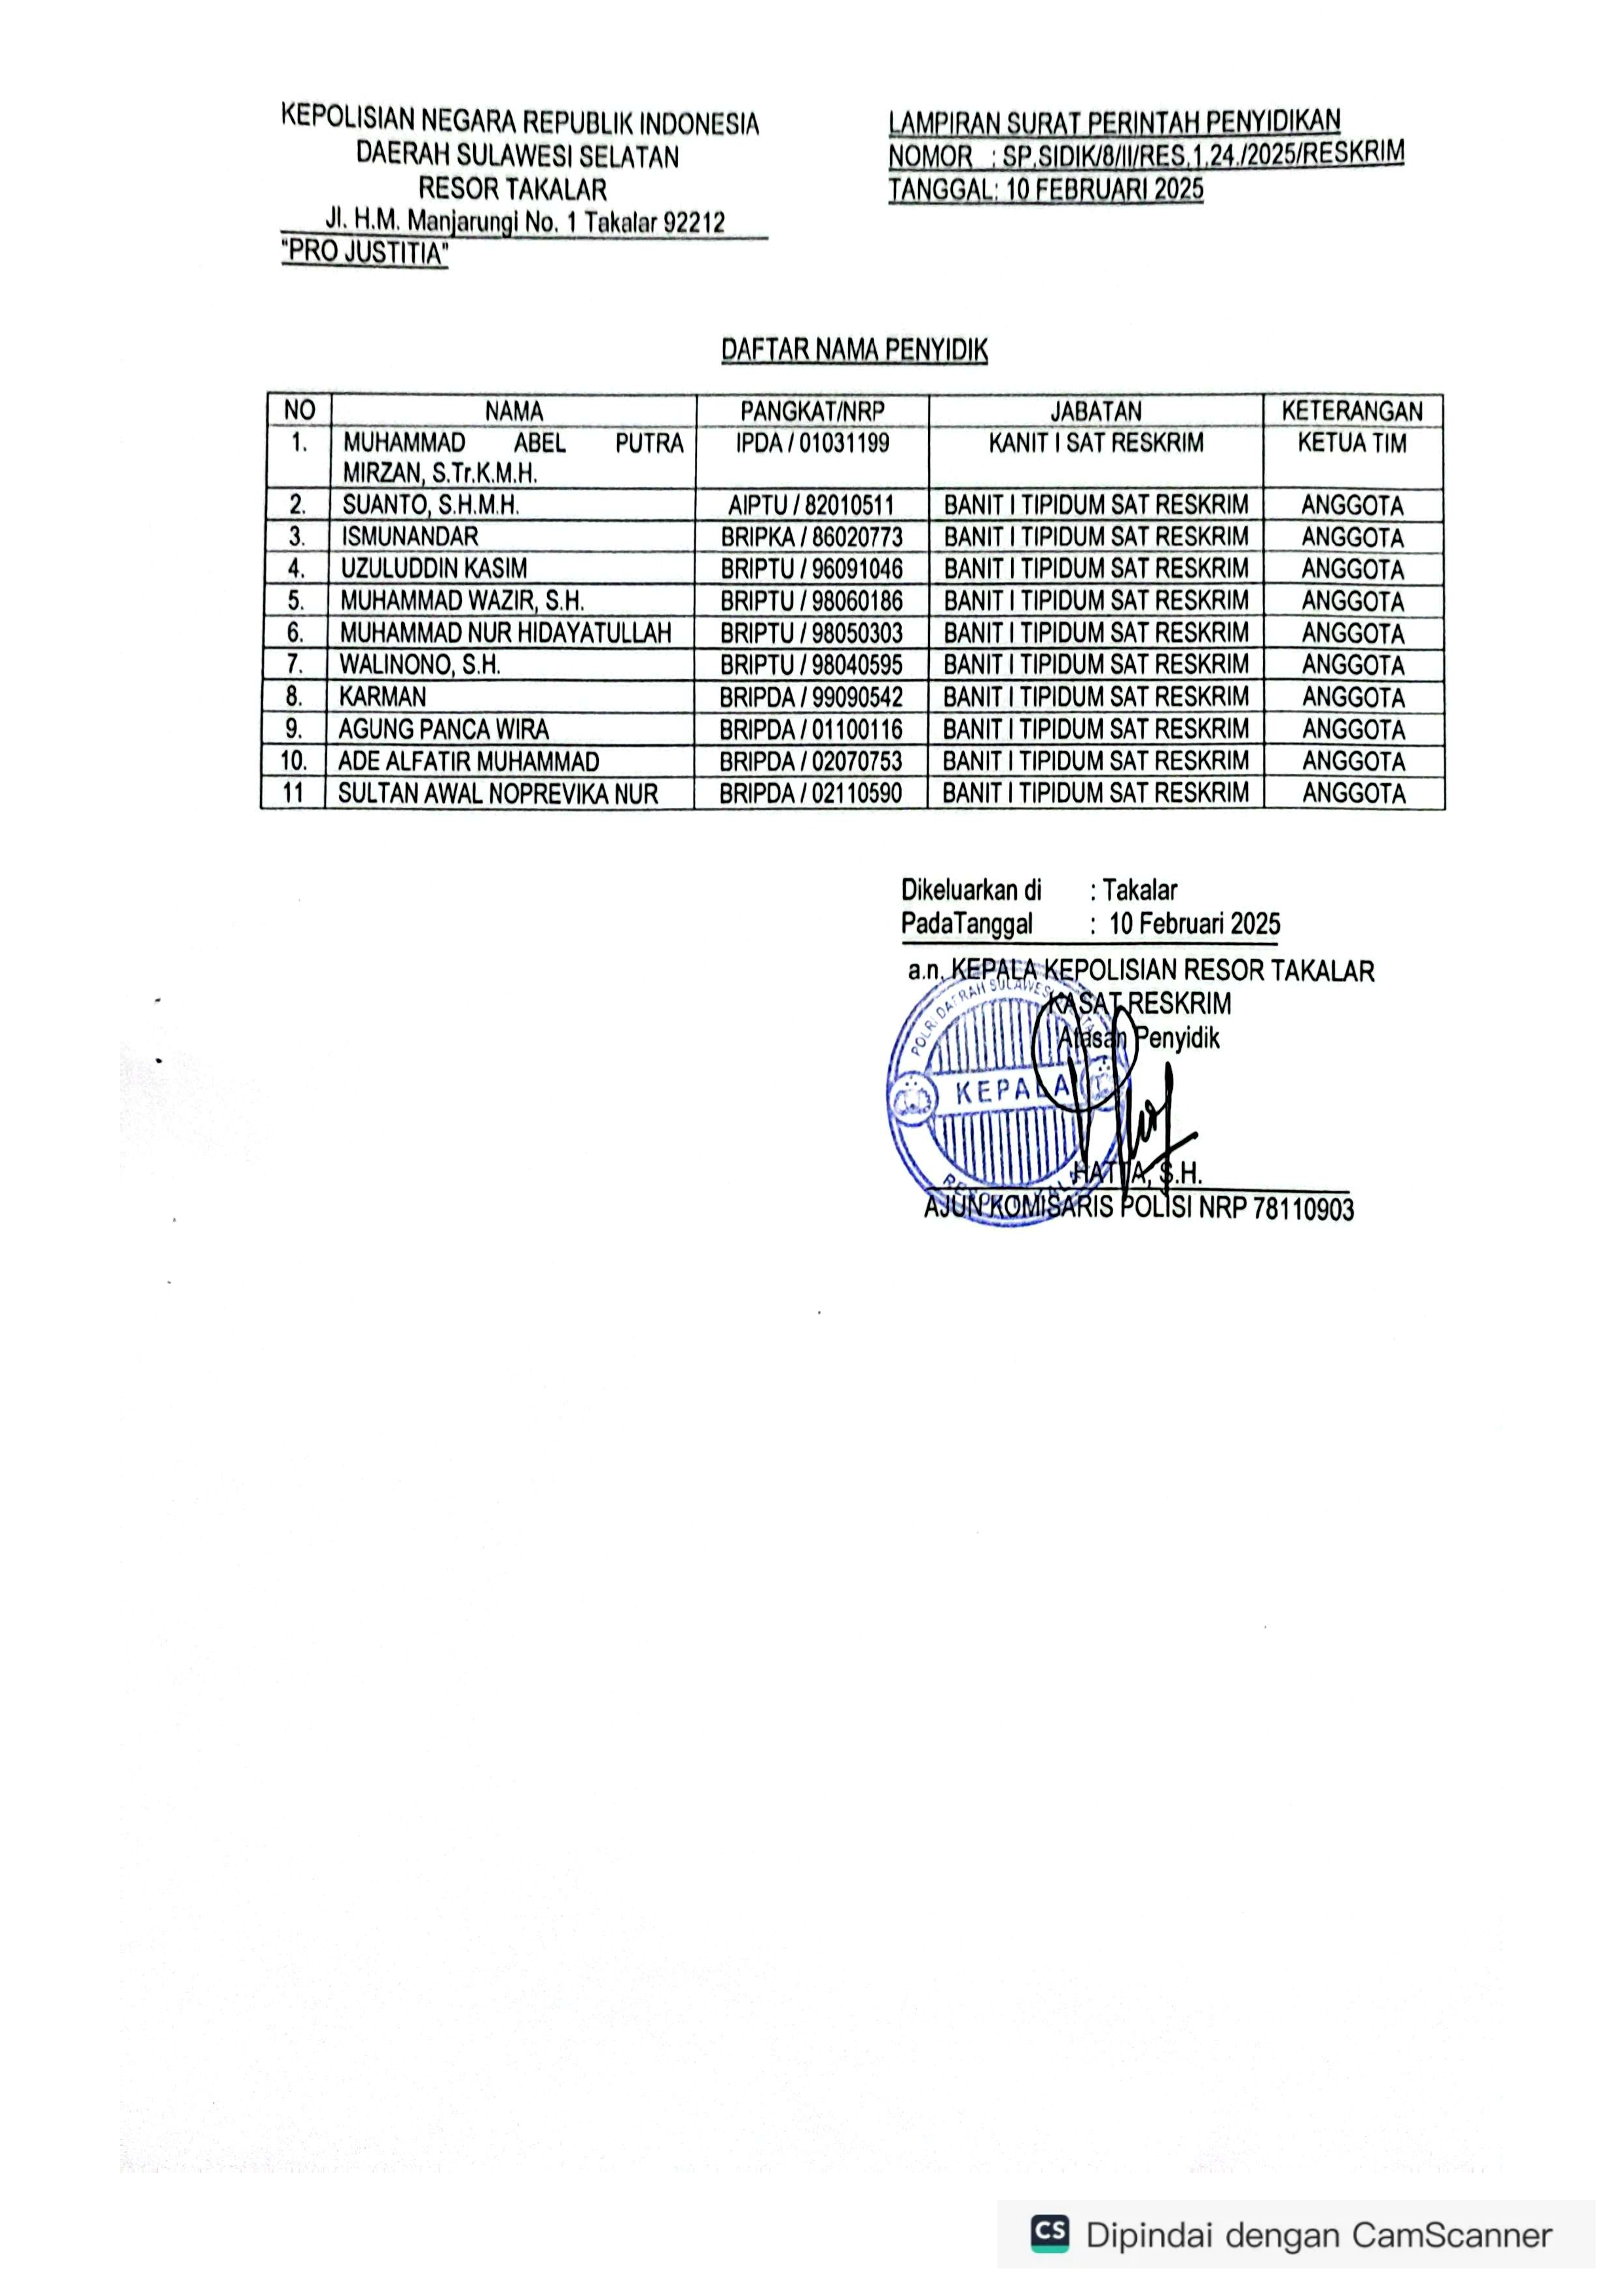 KEPOLISIAN NEGARA REPUBLIK INDONESIA
DAERAH SULAWESI SELATAN
RESOR TAKALAR
Jl. H.M. Manjarungi No. 1 Takalar 92212
"PRO JUSTITIA"
LAMPIRAN SURAT PERINTAH PENYIDIKAN
NOMOR : SP.SIDIK/8/II/RES.1.24./2025/RESKRIM
TANGGAL: 10 FEBRUARI 2025
DAFTAR NAMA PENYIDIK
NO NAMA PANGKAT/NRP JABATAN KETERANGAN
1. MUHAMMAD ABEL PUTRA IPDA / 01031199 KANIT I SAT RESKRIM KETUA TIM
MIRZAN, S.Tr.K.M.H.
2. SUANTO, S.H.M.H. AIPTU / 82010511 BANIT I TIPIDUM SAT RESKRIM ANGGOTA
3. ISMUNANDAR BRIPKA / 86020773 BANIT I TIPIDUM SAT RESKRIM ANGGOTA
4. UZULUDDIN KASIM BRIPTU / 96091046 BANIT I TIPIDUM SAT RESKRIM ANGGOTA
5. MUHAMMAD WAZIR, S.H. BRIPTU / 98060186 BANIT I TIPIDUM SAT RESKRIM ANGGOTA
6. MUHAMMAD NUR HIDAYATULLAH BRIPTU / 98050303 BANIT I TIPIDUM SAT RESKRIM ANGGOTA
7. WALINONO, S.H. BRIPTU / 98040595 BANIT I TIPIDUM SAT RESKRIM ANGGOTA
8. KARMAN BRIPDA / 99090542 BANIT I TIPIDUM SAT RESKRIM ANGGOTA
9. AGUNG PANCA WIRA BRIPDA / 01100116 BANIT I TIPIDUM SAT RESKRIM ANGGOTA
10. ADE ALFATIR MUHAMMAD BRIPDA / 02070753 BANIT I TIPIDUM SAT RESKRIM ANGGOTA
11 SULTAN AWAL NOPREVIKA NUR BRIPDA / 02110590 BANIT I TIPIDUM SAT RESKRIM ANGGOTA
Dikeluarkan di : Takalar
PadaTanggal : 10 Februari 2025
a.n. KEPALA KEPOLISIAN RESOR TAKALAR
KASAT RESKRIM
Atasan Penyidik
POLRI DAERAH SULAWESI
KEPALA
RESOR TAKALAR
HATTA, S.H.
AJUN KOMISARIS POLISI NRP 78110903
CS Dipindai dengan CamScanner